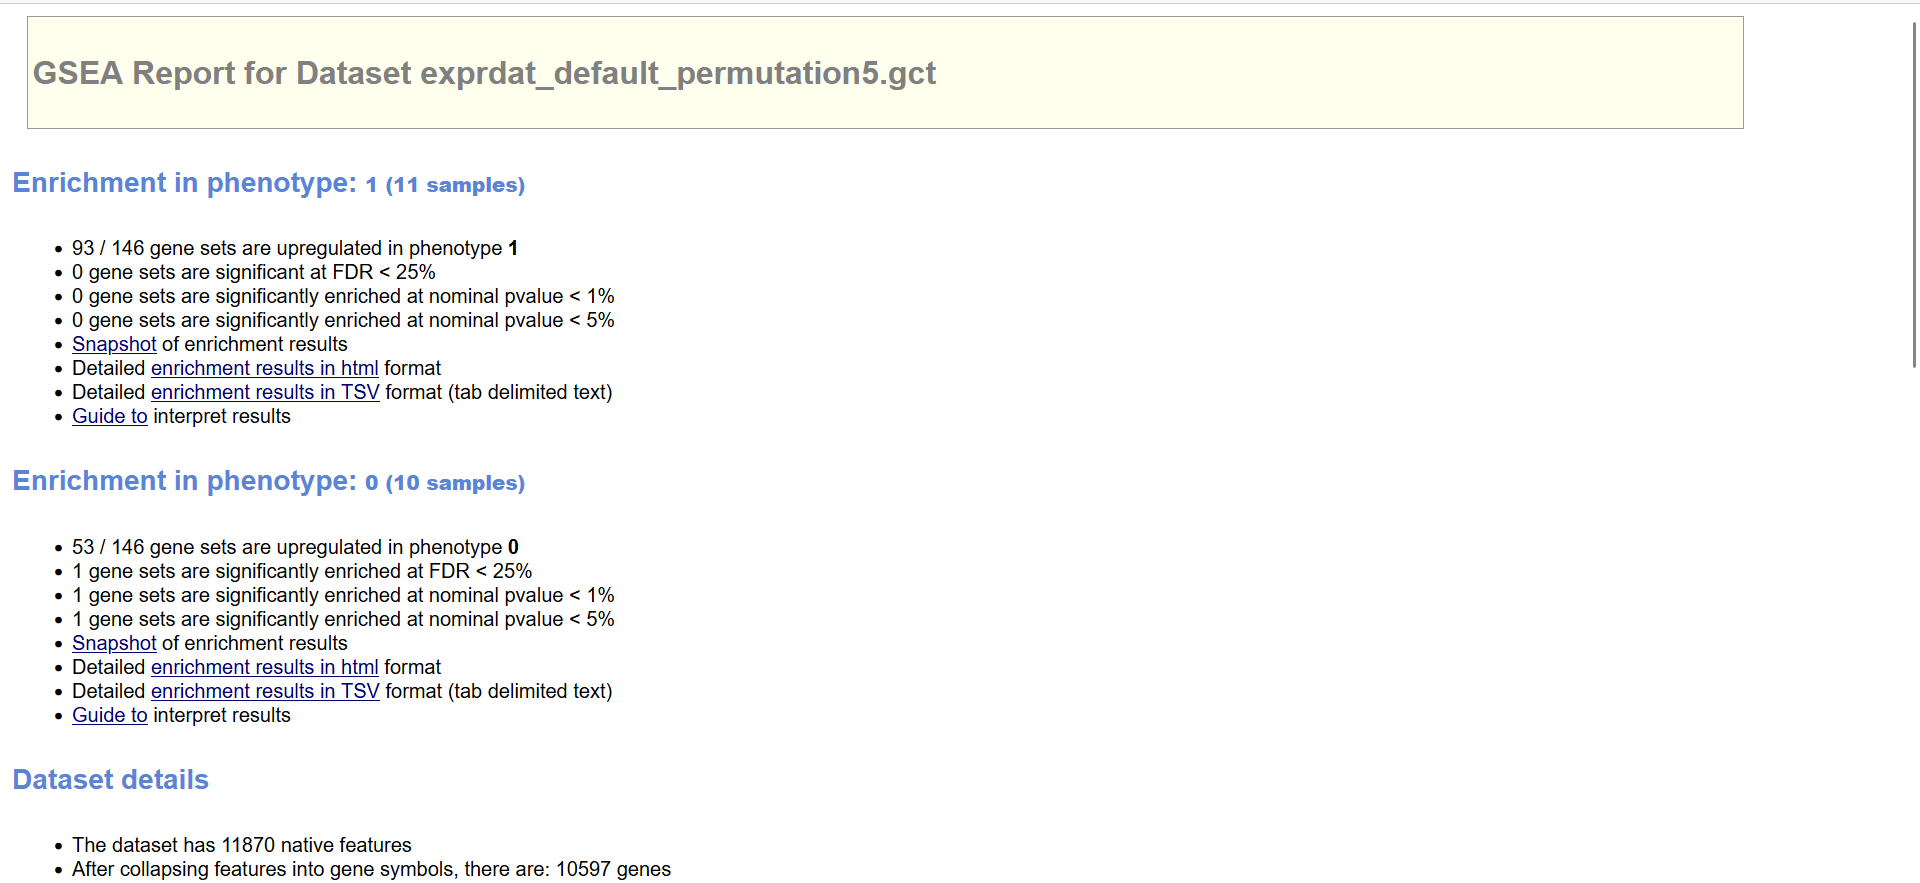 GSEA Report for Dataset exprdat_default_permutation5.gct
Enrichment in phenotype: 1 (11 samples)
• 93 / 146 gene sets are upregulated in phenotype 1
• 0 gene sets are significant at FDR < 25%
• 0 gene sets are significantly enriched at nominal pvalue < 1%
• 0 gene sets are significantly enriched at nominal pvalue < 5%
• Snapshot of enrichment results
• Detailed enrichment results in html format
• Detailed enrichment results in TSV format (tab delimited text)
• Guide to interpret results
Enrichment in phenotype: 0 (10 samples)
• 53 / 146 gene sets are upregulated in phenotype 0
• 1 gene sets are significantly enriched at FDR < 25%
• 1 gene sets are significantly enriched at nominal pvalue < 1%
• 1 gene sets are significantly enriched at nominal pvalue < 5%
• Snapshot of enrichment results
• Detailed enrichment results in html format
• Detailed enrichment results in TSV format (tab delimited text)
• Guide to interpret results
Dataset details
• The dataset has 11870 native features
• After collapsing features into gene symbols, there are: 10597 genes